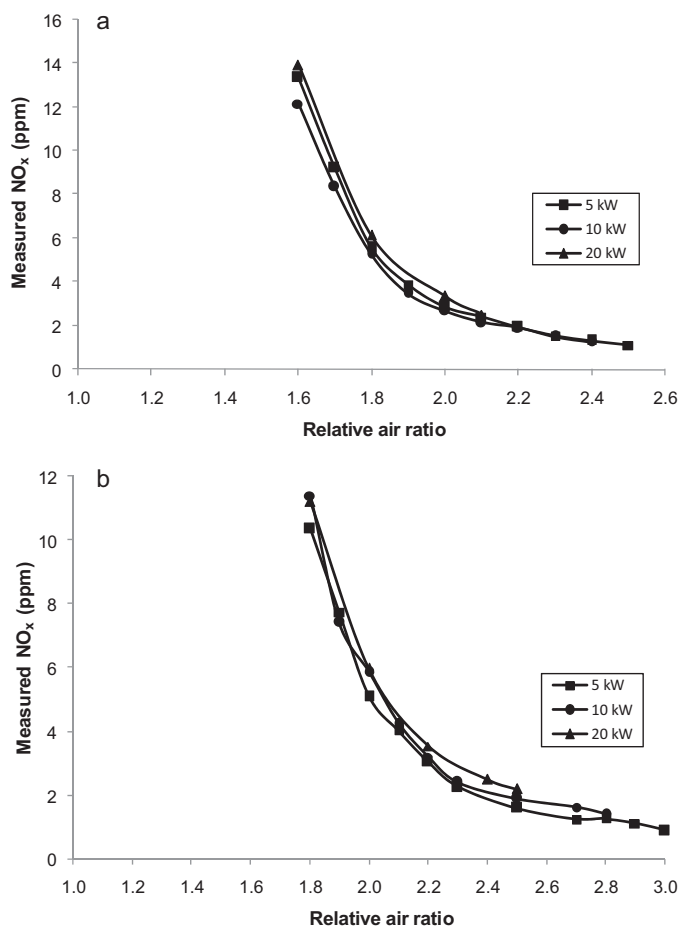 a
16
14
12
10
8
6
4
2
0
Measured NOx (ppm)
5 kW
10 kW
20 kW
1.0 1.2 1.4 1.6 1.8 2.0 2.2 2.4 2.6
Relative air ratio
b
12
10
8
6
4
2
0
Measured NOx (ppm)
5 kW
10 kW
20 kW
1.0 1.2 1.4 1.6 1.8 2.0 2.2 2.4 2.6 2.8 3.0
Relative air ratio